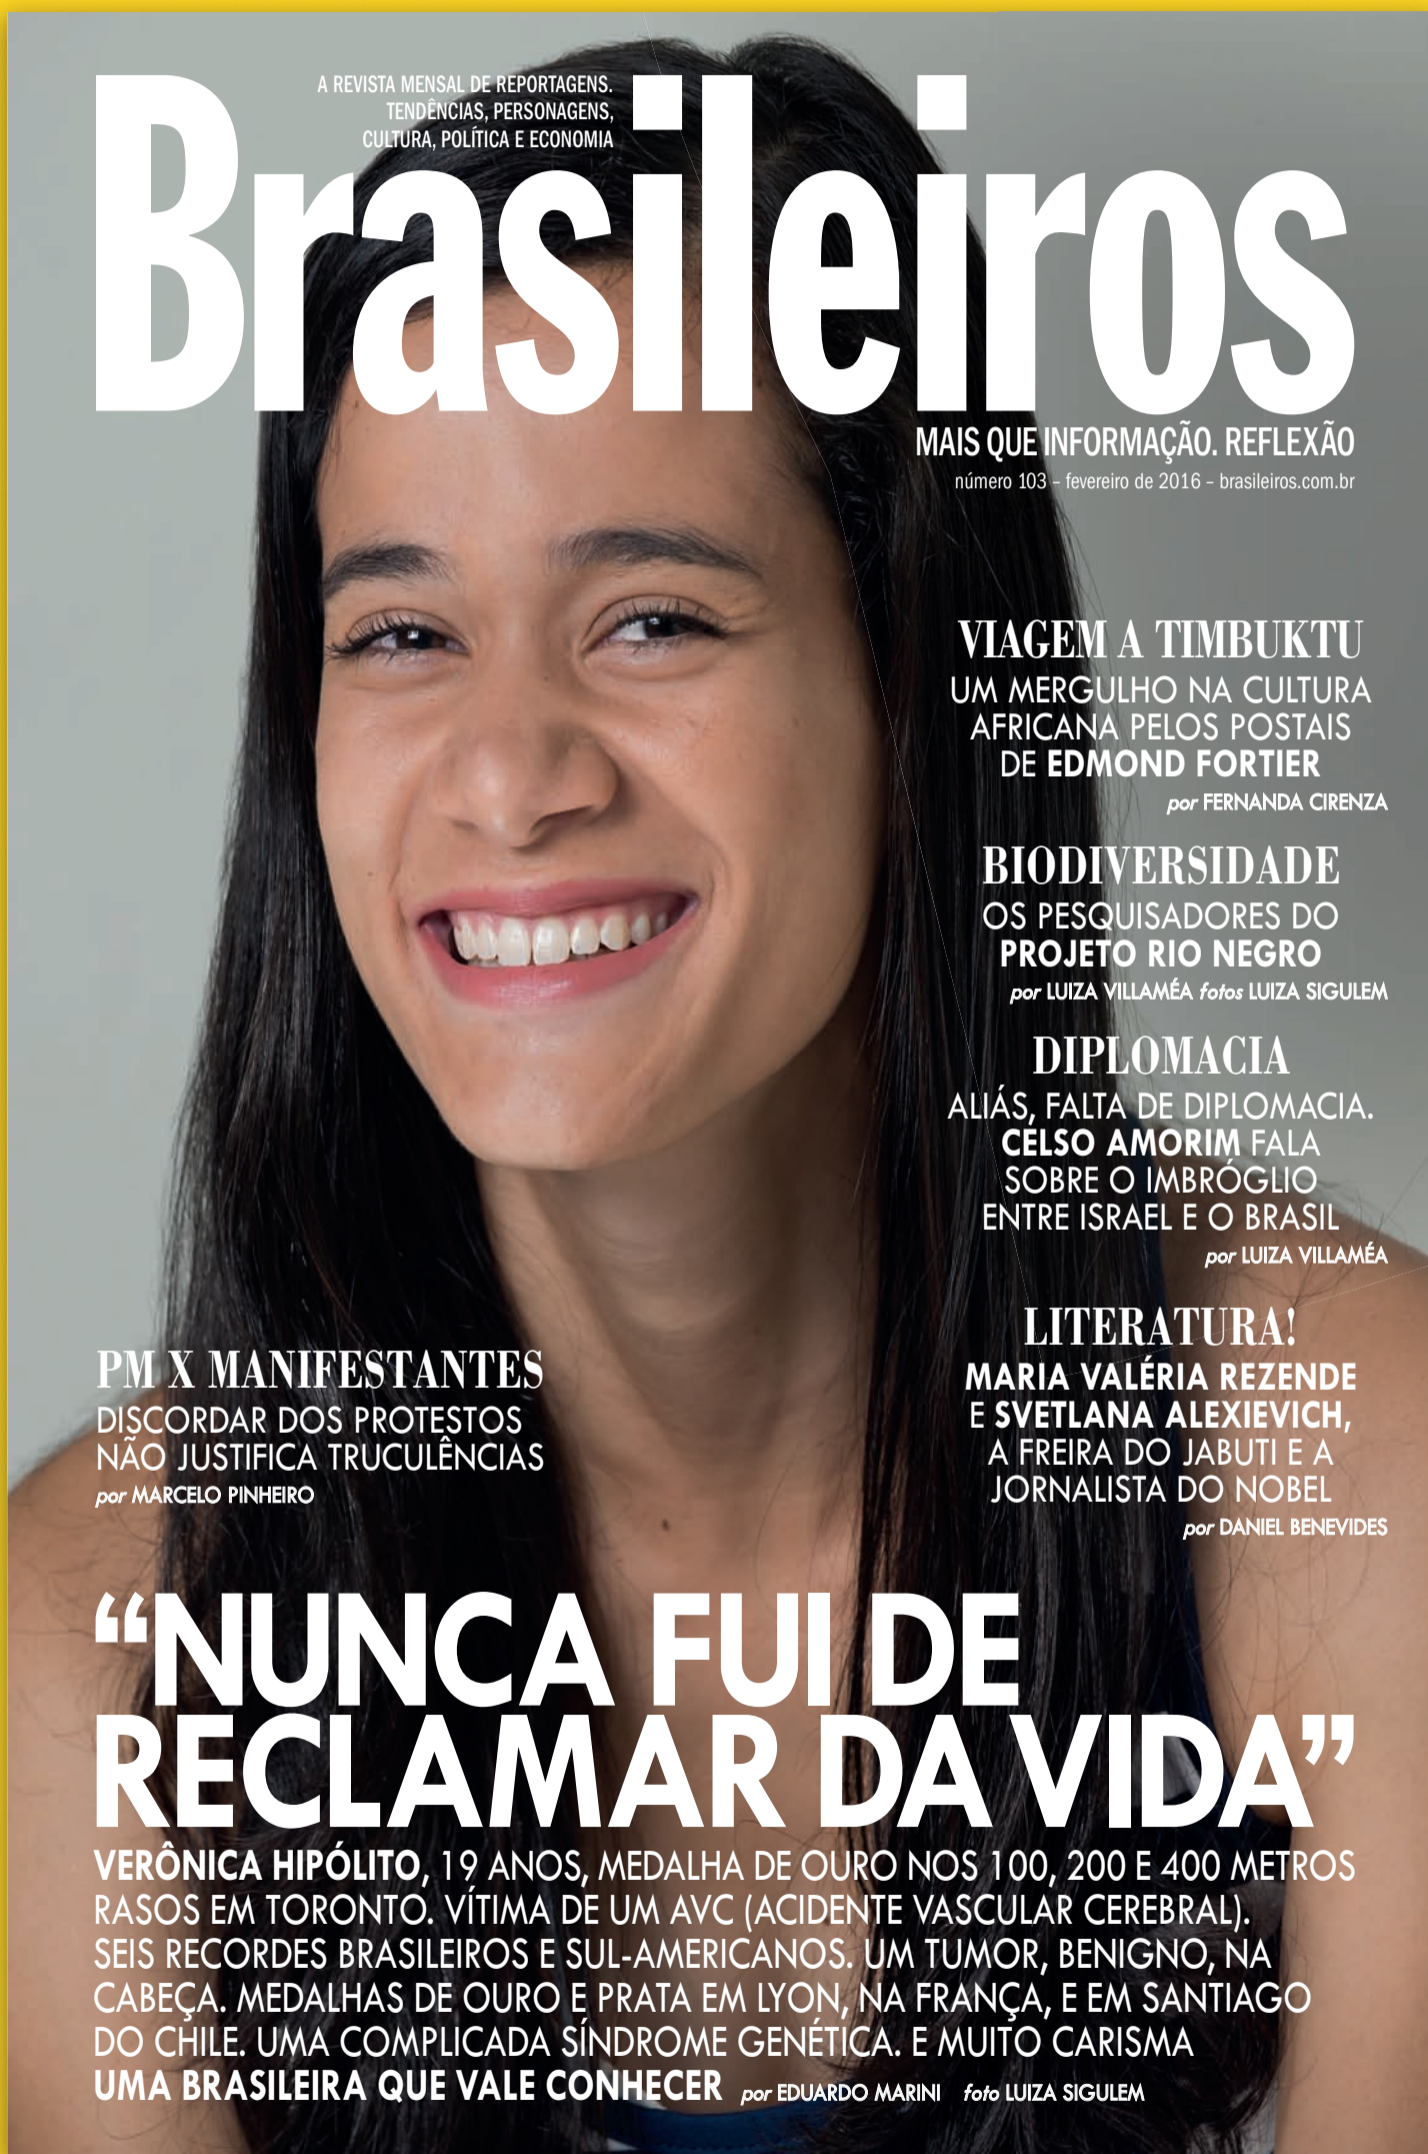 A REVISTA MENSAL DE REPORTAGENS.
TENDÊNCIAS, PERSONAGENS,
CULTURA, POLÍTICA E ECONOMIA
Brasileiros
MAIS QUE INFORMAÇÃO. REFLEXÃO
número 103 – fevereiro de 2016 – brasileiros.com.br
VIAGEM A TIMBUKTU
UM MERGULHO NA CULTURA
AFRICANA PELOS POSTAIS
DE EDMOND FORTIER
por FERNANDA CIRENZA
BIODIVERSIDADE
OS PESQUISADORES DO
PROJETO RIO NEGRO
por LUIZA VILLAMÉA fotos LUIZA SIGULEM
DIPLOMACIA
ALIÁS, FALTA DE DIPLOMACIA.
CELSO AMORIM FALA
SOBRE O IMBRÓGLIO
ENTRE ISRAEL E O BRASIL
por LUIZA VILLAMÉA
LITERATURA!
MARIA VALÉRIA REZENDE
E SVETLANA ALEXIEVICH,
A FREIRA DO JABUTI E A
JORNALISTA DO NOBEL
por DANIEL BENEVIDES
PM X MANIFESTANTES
DISCORDAR DOS PROTESTOS
NÃO JUSTIFICA TRUCULÊNCIAS
por MARCELO PINHEIRO
“NUNCA FUI DE
RECLAMAR DA VIDA”
VERÔNICA HIPÓLITO, 19 ANOS, MEDALHA DE OURO NOS 100, 200 E 400 METROS
RASOS EM TORONTO. VÍTIMA DE UM AVC (ACIDENTE VASCULAR CEREBRAL).
SEIS RECORDES BRASILEIROS E SUL-AMERICANOS. UM TUMOR, BENIGNO, NA
CABEÇA. MEDALHAS DE OURO E PRATA EM LYON, NA FRANÇA, E EM SANTIAGO
DO CHILE. UMA COMPLICADA SÍNDROME GENÉTICA. E MUITO CARISMA
UMA BRASILEIRA QUE VALE CONHECER por EDUARDO MARINI foto LUIZA SIGULEM